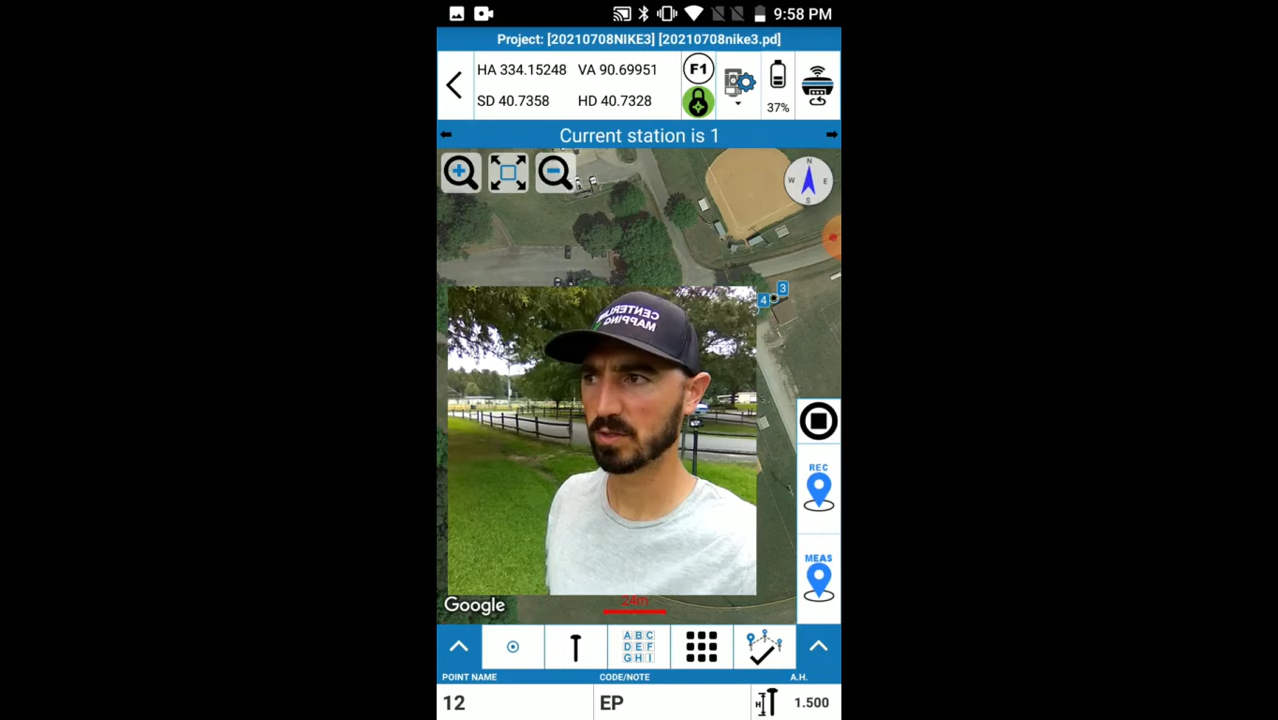 9:58 PM
Project: [20210708NIKE3] [20210708nike3.pd]
HA 334.15248 VA 90.69951
SD 40.7358 HD 40.7328
F1
37%
Current station is 1
N
W E
S
3
4
CENTERLINE
MAPPING
REC
MEAS
Google
24m
A B C
D E F
G H I
POINT NAME CODE/NOTE A.H.
12 EP H 1.500